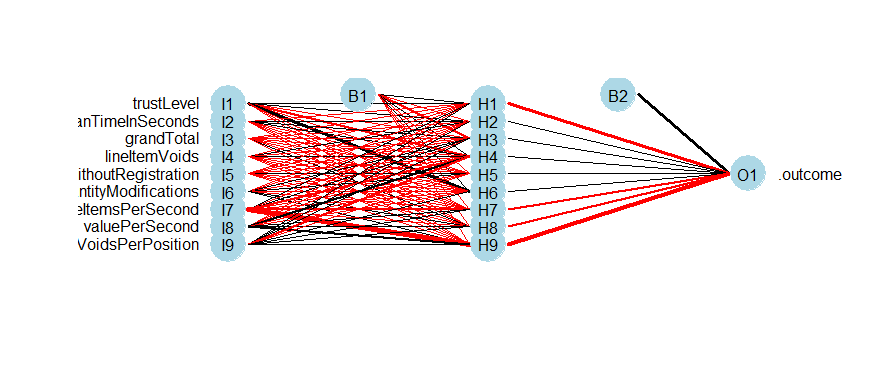 B1
B2
trustLevel I1 H1
anTimeInSeconds I2 H2
grandTotal I3 H3
lineItemVoids I4 H4
ithoutRegistration I5 H5 O1 .outcome
ntityModifications I6 H6
eItemsPerSecond I7 H7
valuePerSecond I8 H8
VoidsPerPosition I9 H9